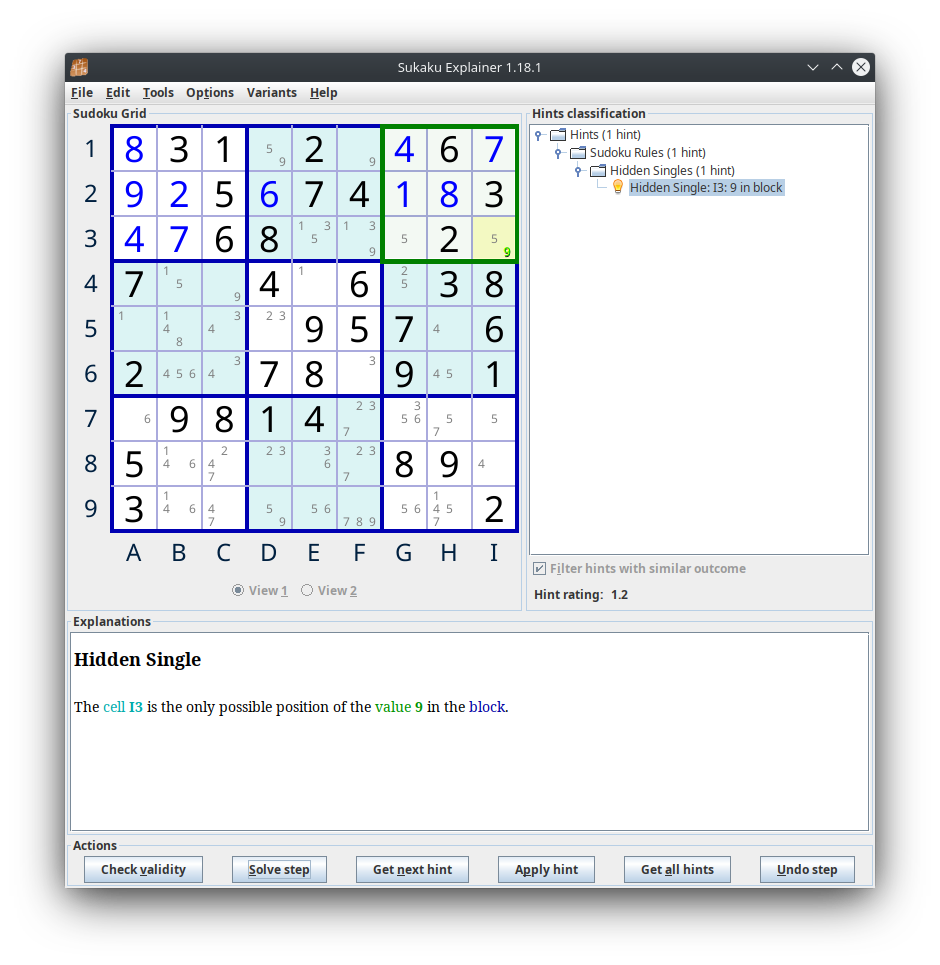 Sukaku Explainer 1.18.1
File Edit Tools Options Variants Help
Sudoku Grid
Hints classification
1 8 3 1 5 9 2 9 4 6 7
2 9 2 5 6 7 4 1 8 3
3 4 7 6 8 1 3 5 1 3 9 5 2 5 9
4 7 1 5 9 4 1 6 2 5 3 8
5 1 1 4 8 3 4 2 3 9 5 7 4 6
6 2 4 5 6 3 4 7 8 3 9 4 5 1
7 6 9 8 1 4 2 3 7 3 5 6 5 7 5
8 5 1 4 6 2 4 7 2 3 3 6 2 3 7 8 9 4
9 3 1 4 6 4 7 5 9 5 6 7 8 9 5 6 1 4 5 7 2
A B C D E F G H I
View 1 View 2
Hints (1 hint)
Sudoku Rules (1 hint)
Hidden Singles (1 hint)
Hidden Single: I3: 9 in block
Filter hints with similar outcome
Hint rating: 1.2
Explanations
Hidden Single
The cell I3 is the only possible position of the value 9 in the block.
Actions
Check validity Solve step Get next hint Apply hint Get all hints Undo step